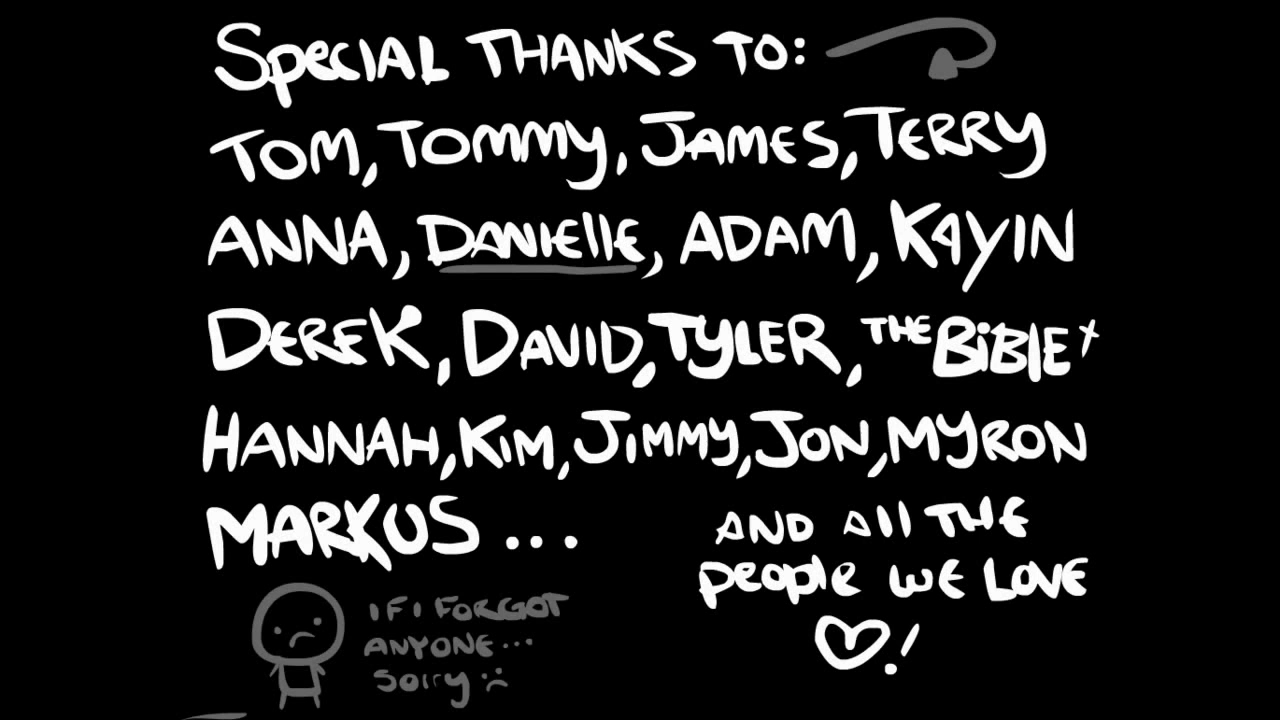 Special THANKS TO:
TOM, TOMMY, JAMES, TERRY
ANNA, DANIElle, ADAM, KAYIN
DEREK, DAVID, TYLER, THE BiBLE
HANNAH, KiM, JiMMY, JON, MYRON
MARKUS...
AND All THE
people WE LOVE
♡!
IF I FORGOT
ANYONE...
Sorry :(